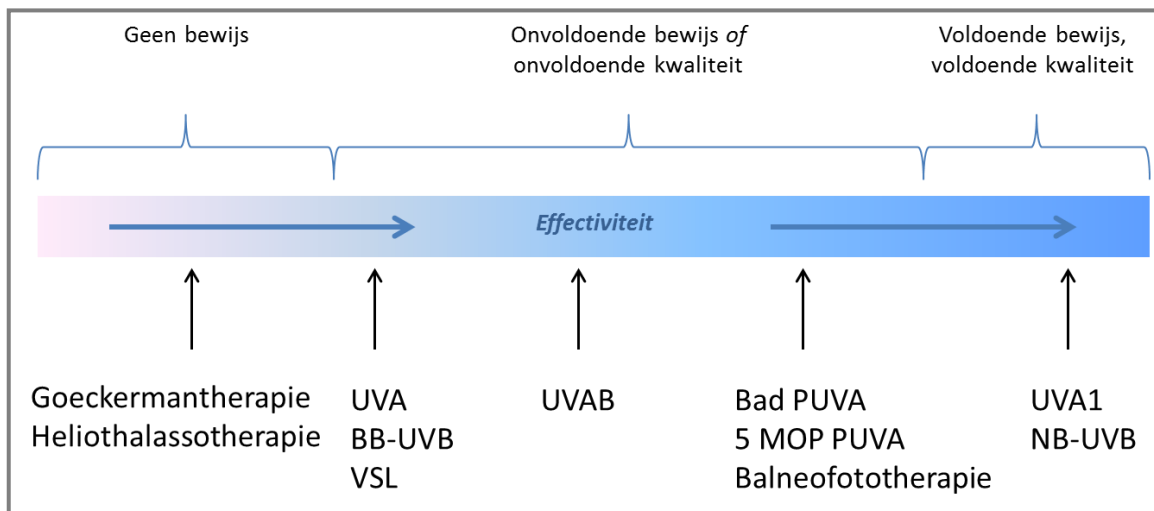 Geen bewijs
Onvoldoende bewijs of
onvoldoende kwaliteit
Voldoende bewijs,
voldoende kwaliteit
Effectiviteit
Goeckermantherapie
Heliothalassotherapie
UVA
BB-UVB
VSL
UVAB
Bad PUVA
5 MOP PUVA
Balneofototherapie
UVA1
NB-UVB